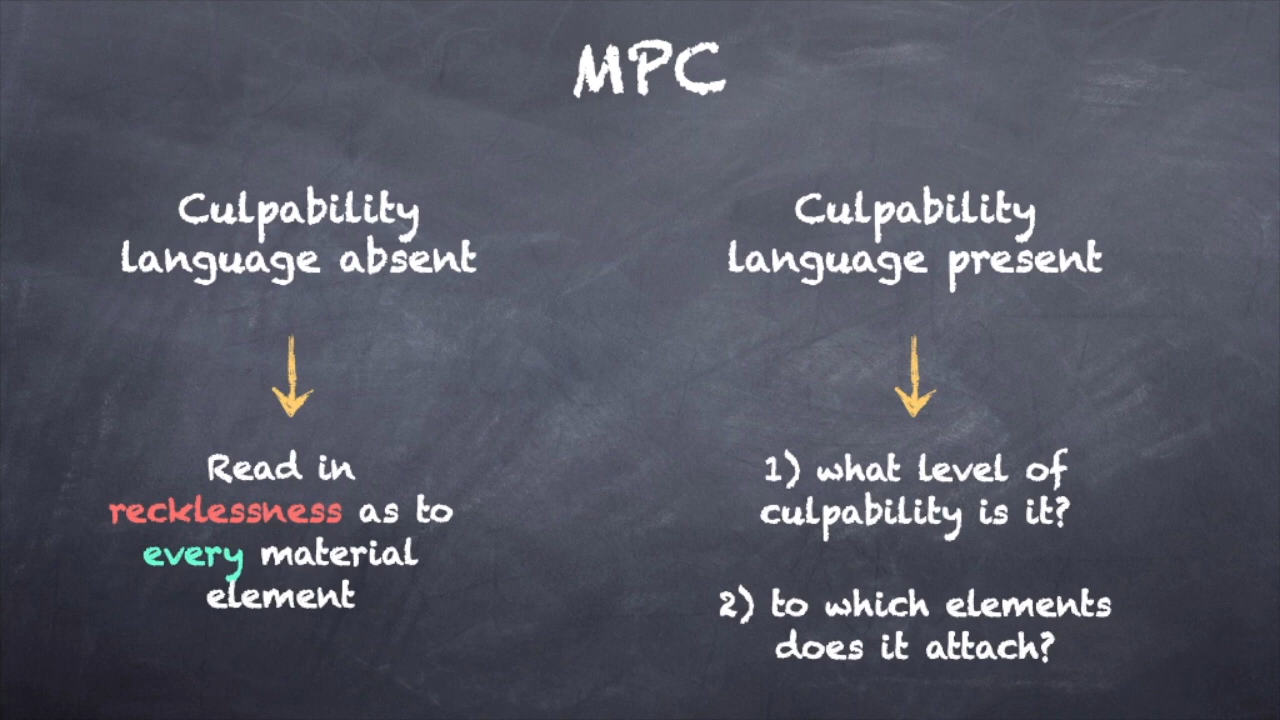 MPC
Culpability
language absent
Read in
recklessness as to
every material
element
Culpability
language present
1) what level of
culpability is it?
2) to which elements
does it attach?